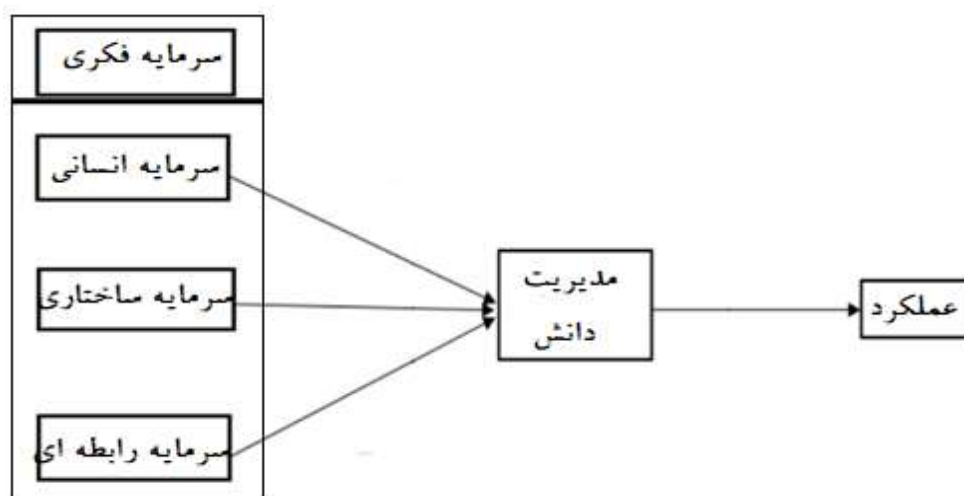 سرمایه فکری
سرمایه انسانی
سرمایه ساختاری
سرمایه رابطه ای
مدیریت
دانش
عملکرد